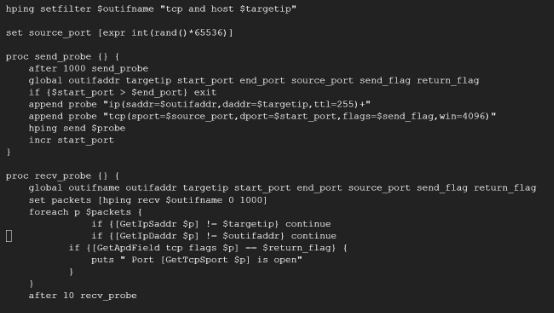 hping setfilter $outifname "tcp and host $targetip"
set source_port [expr int(rand()*65536)]
proc send_probe {} {
after 1000 send_probe
global outifaddr targetip start_port end_port source_port send_flag return_flag
if {$start_port > $end_port} exit
append probe "ip(saddr=$outifaddr,daddr=$targetip,ttl=255)+"
append probe "tcp(sport=$source_port,dport=$start_port,flags=$send_flag,win=4096)"
hping send $probe
incr start_port
}
proc recv_probe {} {
global outifname outifaddr targetip start_port end_port source_port send_flag return_flag
set packets [hping recv $outifname 0 1000]
foreach p $packets {
if {[GetIpSaddr $p] != $targetip} continue
if {[GetIpDaddr $p] != $outifaddr} continue
if {[GetApdField tcp flags $p] == $return_flag} {
puts " Port [GetTcpSport $p] is open"
}
}
after 10 recv_probe